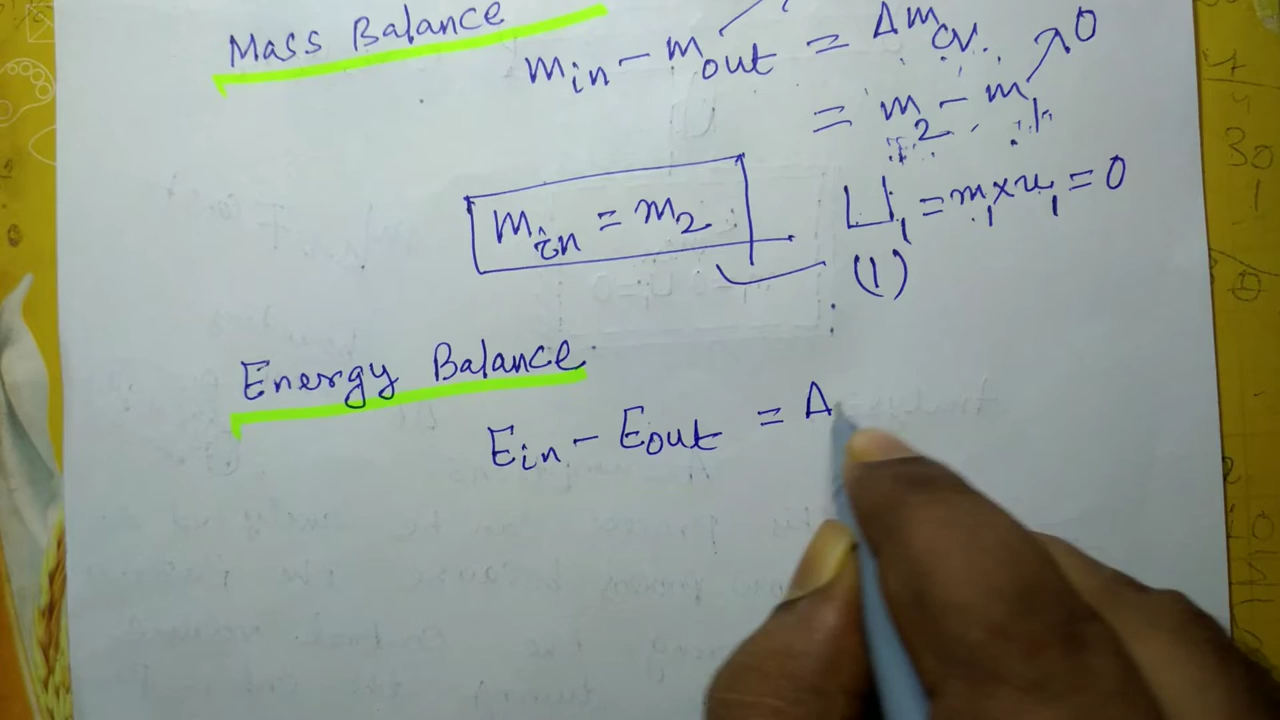 Mass Balance
m_in - m_out = Δm_CV.
= m_2 - m_1 → 0
m_in = m_2
U_1 = m_1 × u_1 = 0
(1)
Energy Balance
E_in - E_out = Δ
30